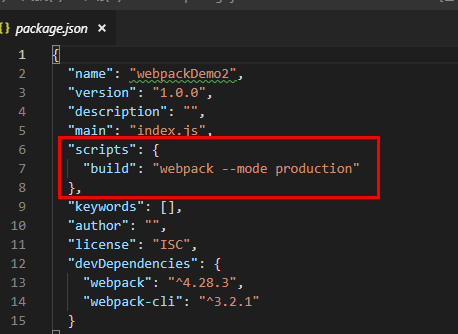 {} package.json ×
1 {
2 "name": "webpackDemo2",
3 "version": "1.0.0",
4 "description": "",
5 "main": "index.js",
6 "scripts": {
7 "build": "webpack --mode production"
8 },
9 "keywords": [],
10 "author": "",
11 "license": "ISC",
12 "devDependencies": {
13 "webpack": "^4.28.3",
14 "webpack-cli": "^3.2.1"
15 }